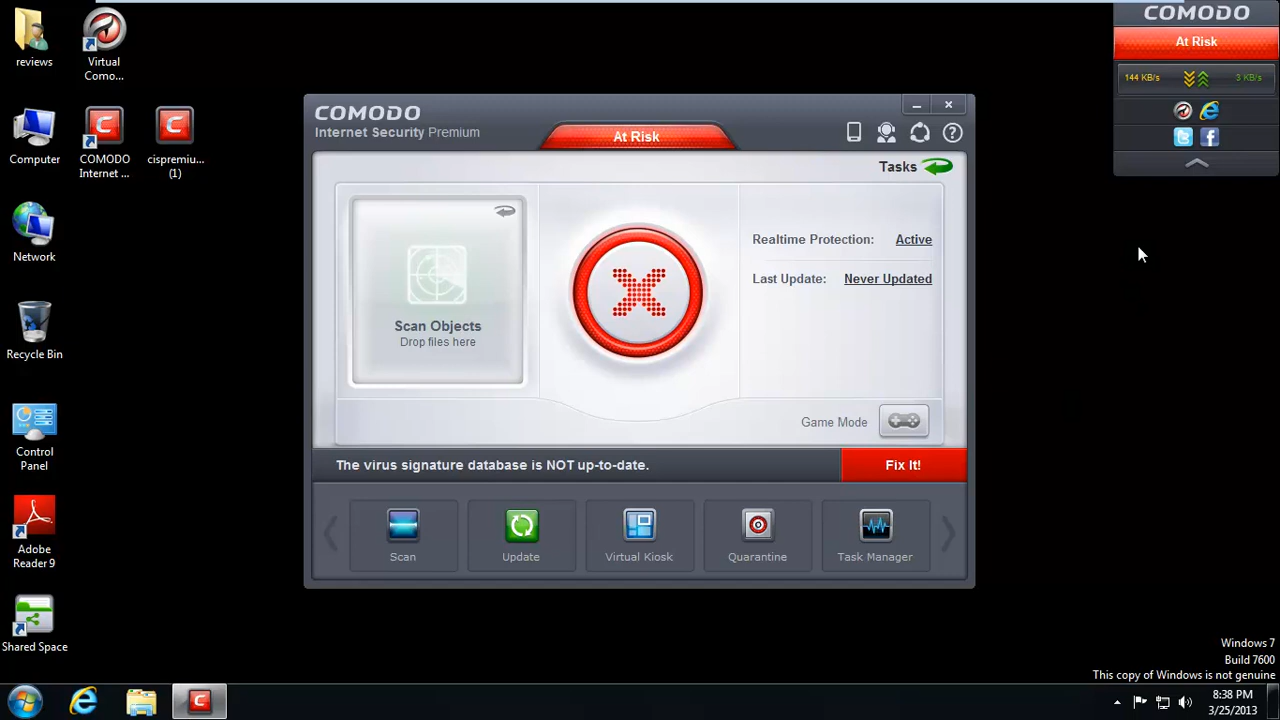 reviews
Virtual
Como...
Computer
COMODO
Internet ...
cispremiu...
(1)
Network
Recycle Bin
Control
Panel
Adobe
Reader 9
Shared Space
COMODO
Internet Security Premium
At Risk
Tasks
Scan Objects
Drop files here
Realtime Protection: Active
Last Update: Never Updated
Game Mode
The virus signature database is NOT up-to-date.
Fix It!
Scan
Update
Virtual Kiosk
Quarantine
Task Manager
COMODO
At Risk
144 KB/s
3 KB/s
Windows 7
Build 7600
This copy of Windows is not genuine
8:38 PM
3/25/2013